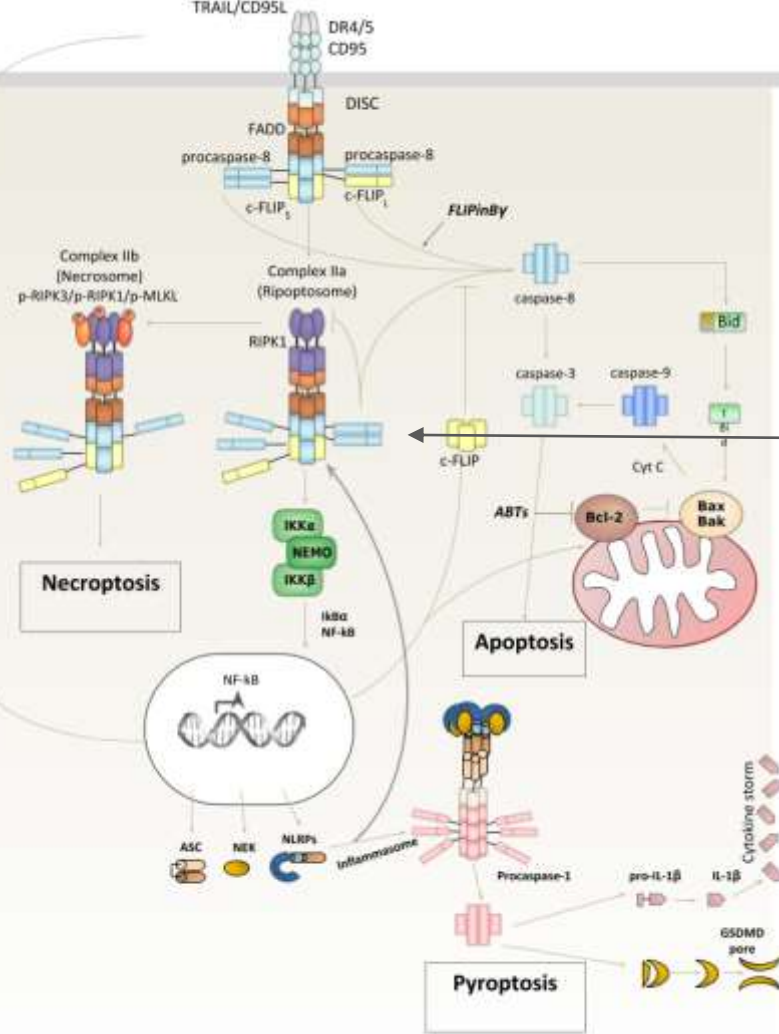 TRAIL/CD95L
DR4/5
CD95
DISC
FADD
procaspase-8
procaspase-8
c-FLIPS
c-FLIPL
FLIPinBγ
Complex IIb
(Necrosome)
p-RIPK3/p-RIPK1/p-MLKL
Complex IIa
(Ripoptosome)
RIPK1
caspase-8
Bid
caspase-3
caspase-9
t
Bi
d
c-FLIP
Cyt C
ABTs
Bcl-2
Bax
Bak
IKKα
NEMO
IKKβ
Necroptosis
IkBα
NF-kB
Apoptosis
NF-kB
ASC
NEK
NLRPs
Inflammasome
Cytokine storm
Procaspase-1
pro-IL-1β
IL-1β
GSDMD
pore
Pyroptosis